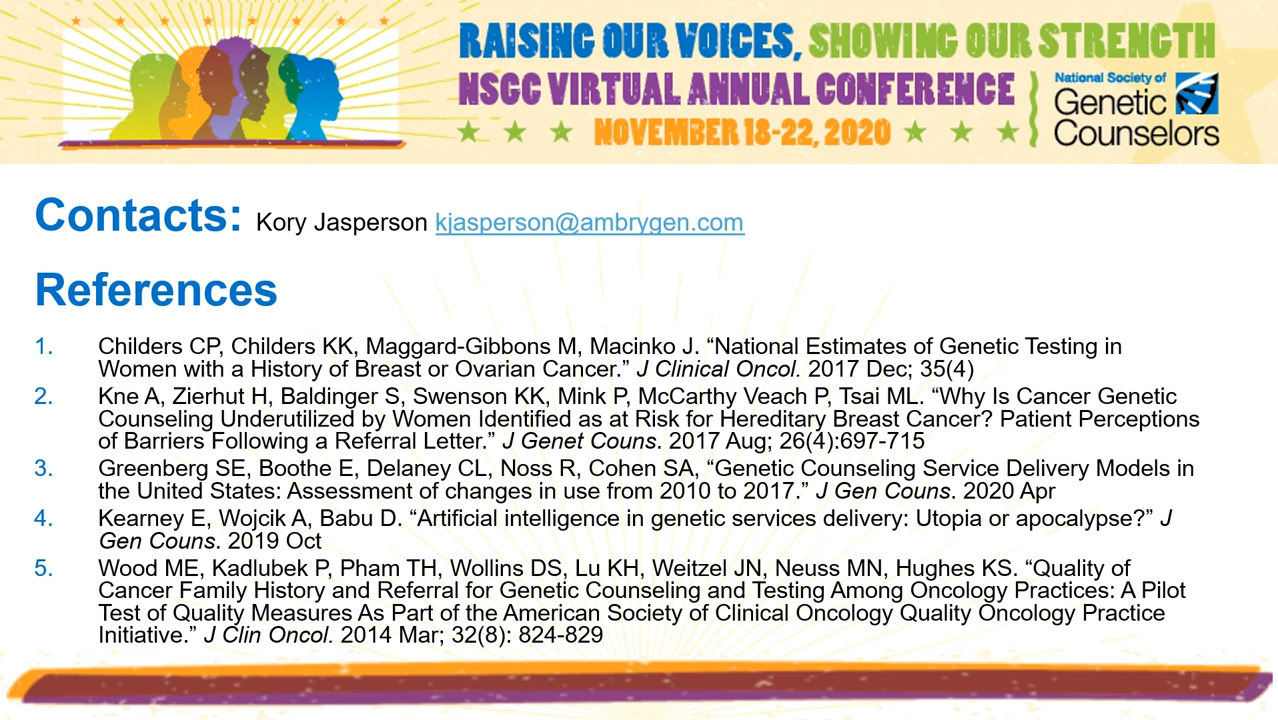 RAISING OUR VOICES, SHOWING OUR STRENGTH
NSGC VIRTUAL ANNUAL CONFERENCE
NOVEMBER 18-22, 2020
National Society of
Genetic
Counselors
Contacts: Kory Jasperson kjasperson@ambrygen.com
References
1. Childers CP, Childers KK, Maggard-Gibbons M, Macinko J. “National Estimates of Genetic Testing in
Women with a History of Breast or Ovarian Cancer.” J Clinical Oncol. 2017 Dec; 35(4)
2. Kne A, Zierhut H, Baldinger S, Swenson KK, Mink P, McCarthy Veach P, Tsai ML. “Why Is Cancer Genetic
Counseling Underutilized by Women Identified as at Risk for Hereditary Breast Cancer? Patient Perceptions
of Barriers Following a Referral Letter.” J Genet Couns. 2017 Aug; 26(4):697-715
3. Greenberg SE, Boothe E, Delaney CL, Noss R, Cohen SA, “Genetic Counseling Service Delivery Models in
the United States: Assessment of changes in use from 2010 to 2017.” J Gen Couns. 2020 Apr
4. Kearney E, Wojcik A, Babu D. “Artificial intelligence in genetic services delivery: Utopia or apocalypse?” J
Gen Couns. 2019 Oct
5. Wood ME, Kadlubek P, Pham TH, Wollins DS, Lu KH, Weitzel JN, Neuss MN, Hughes KS. “Quality of
Cancer Family History and Referral for Genetic Counseling and Testing Among Oncology Practices: A Pilot
Test of Quality Measures As Part of the American Society of Clinical Oncology Quality Oncology Practice
Initiative.” J Clin Oncol. 2014 Mar; 32(8): 824-829